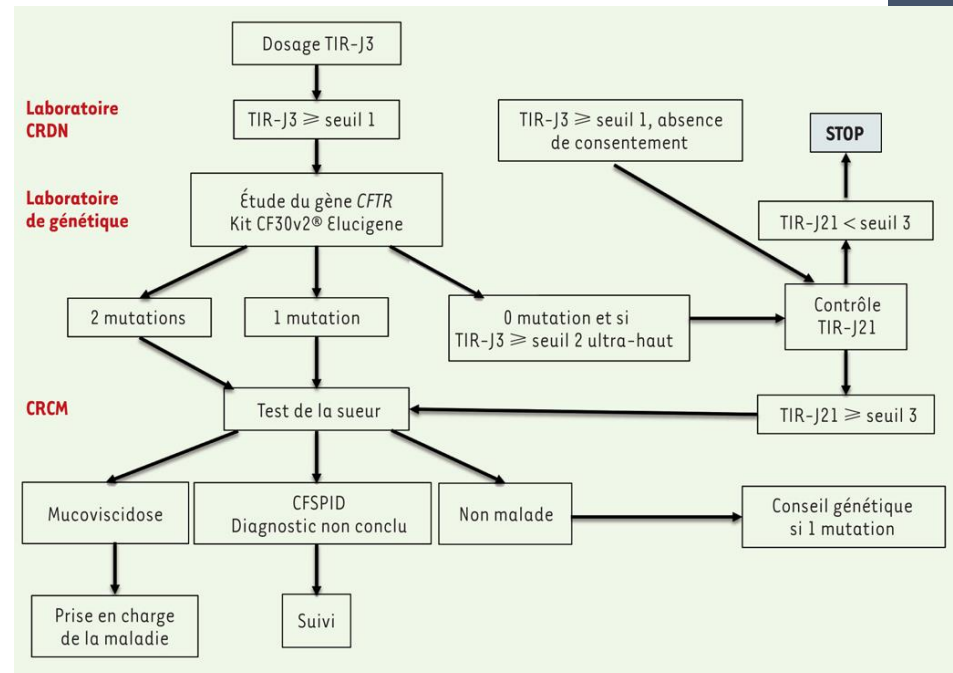 Dosage TIR-J3
Laboratoire
CRDN
TIR-J3 ⩾ seuil 1
TIR-J3 ⩾ seuil 1, absence
de consentement
STOP
Laboratoire
de génétique
Étude du gène CFTR
Kit CF30v2® Elucigene
TIR-J21 < seuil 3
2 mutations
1 mutation
0 mutation et si
TIR-J3 ⩾ seuil 2 ultra-haut
Contrôle
TIR-J21
CRCM
Test de la sueur
TIR-J21 ⩾ seuil 3
Mucoviscidose
CFSPID
Diagnostic non conclu
Non malade
Conseil génétique
si 1 mutation
Prise en charge
de la maladie
Suivi